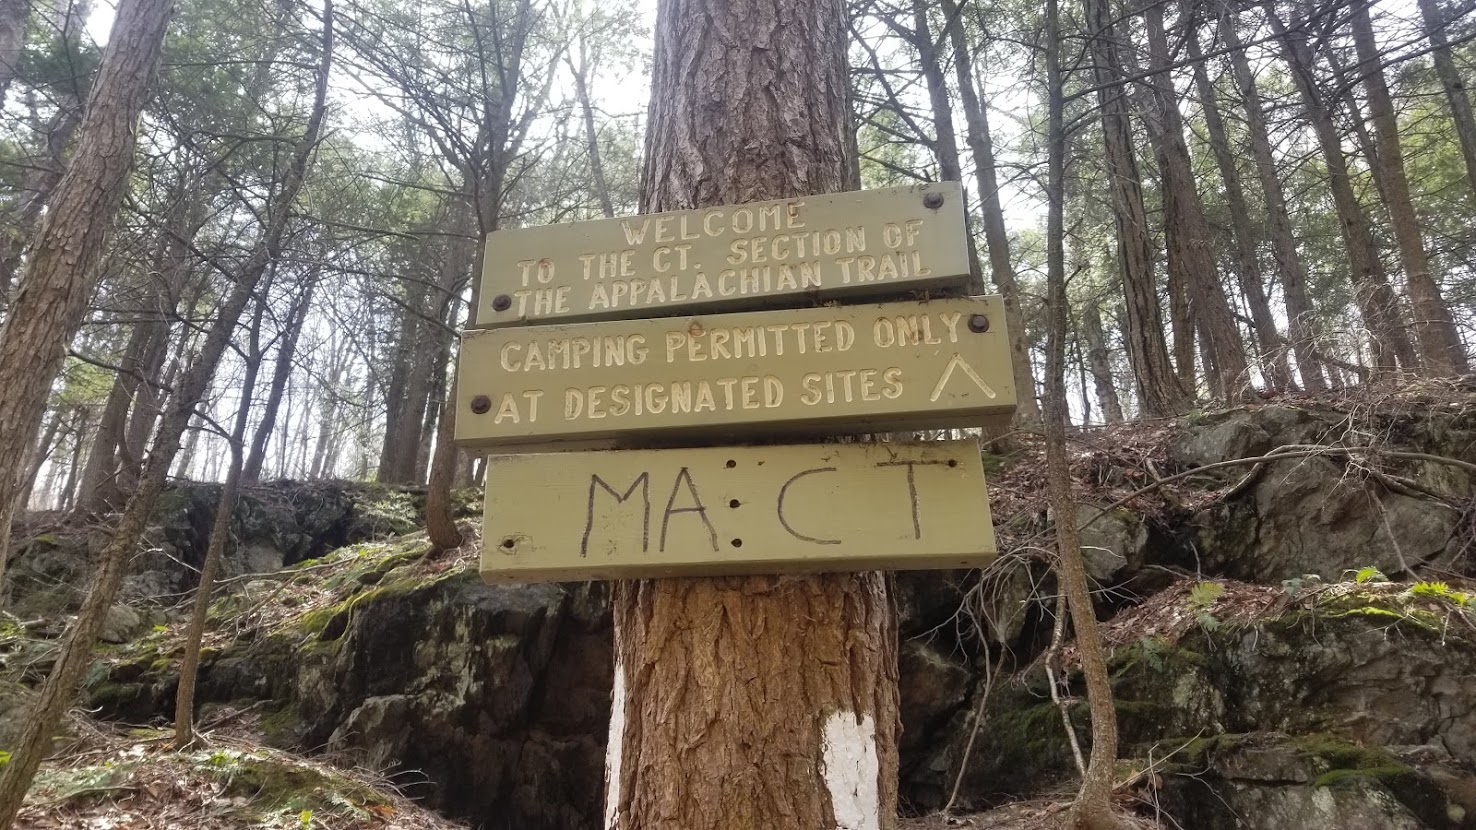 WELCOME
TO THE CT. SECTION OF
THE APPALACHIAN TRAIL
CAMPING PERMITTED ONLY
AT DESIGNATED SITES
MA CT